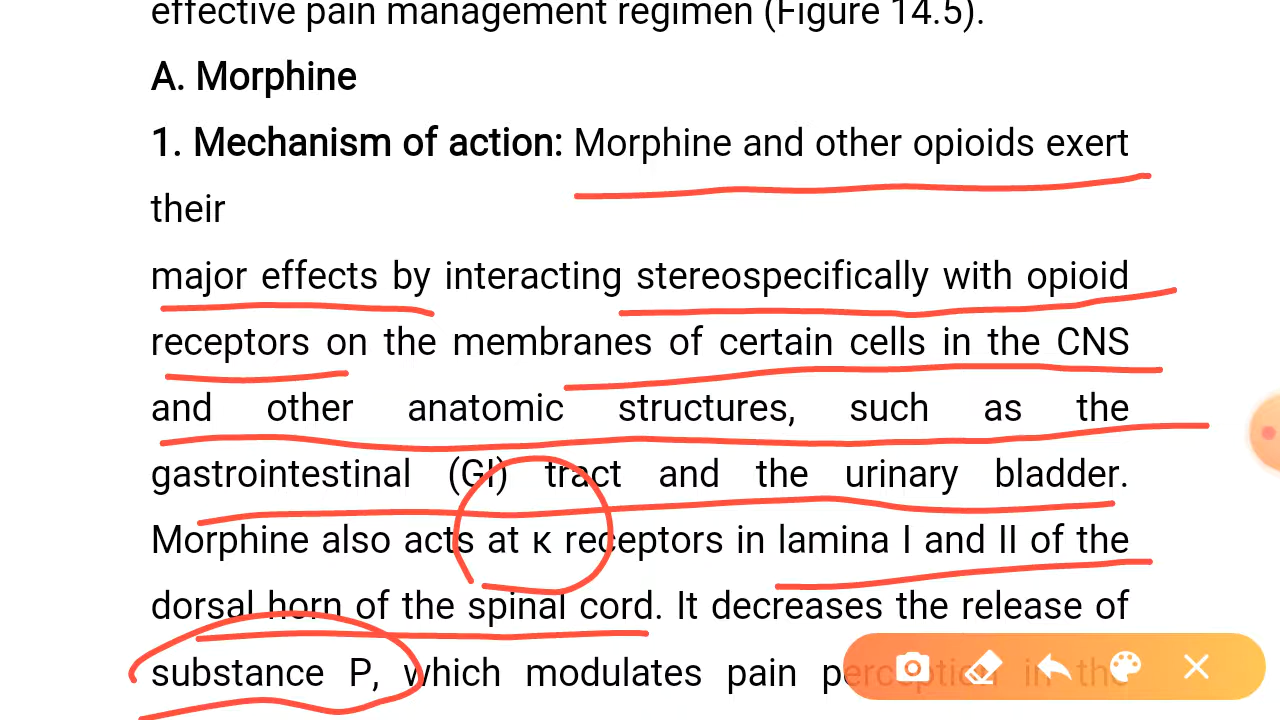 effective pain management regimen (Figure 14.5).
A. Morphine
1. Mechanism of action: Morphine and other opioids exert
their
major effects by interacting stereospecifically with opioid
receptors on the membranes of certain cells in the CNS
and other anatomic structures, such as the
gastrointestinal (GI) tract and the urinary bladder.
Morphine also acts at κ receptors in lamina I and II of the
dorsal horn of the spinal cord. It decreases the release of
substance P, which modulates pain perception in the